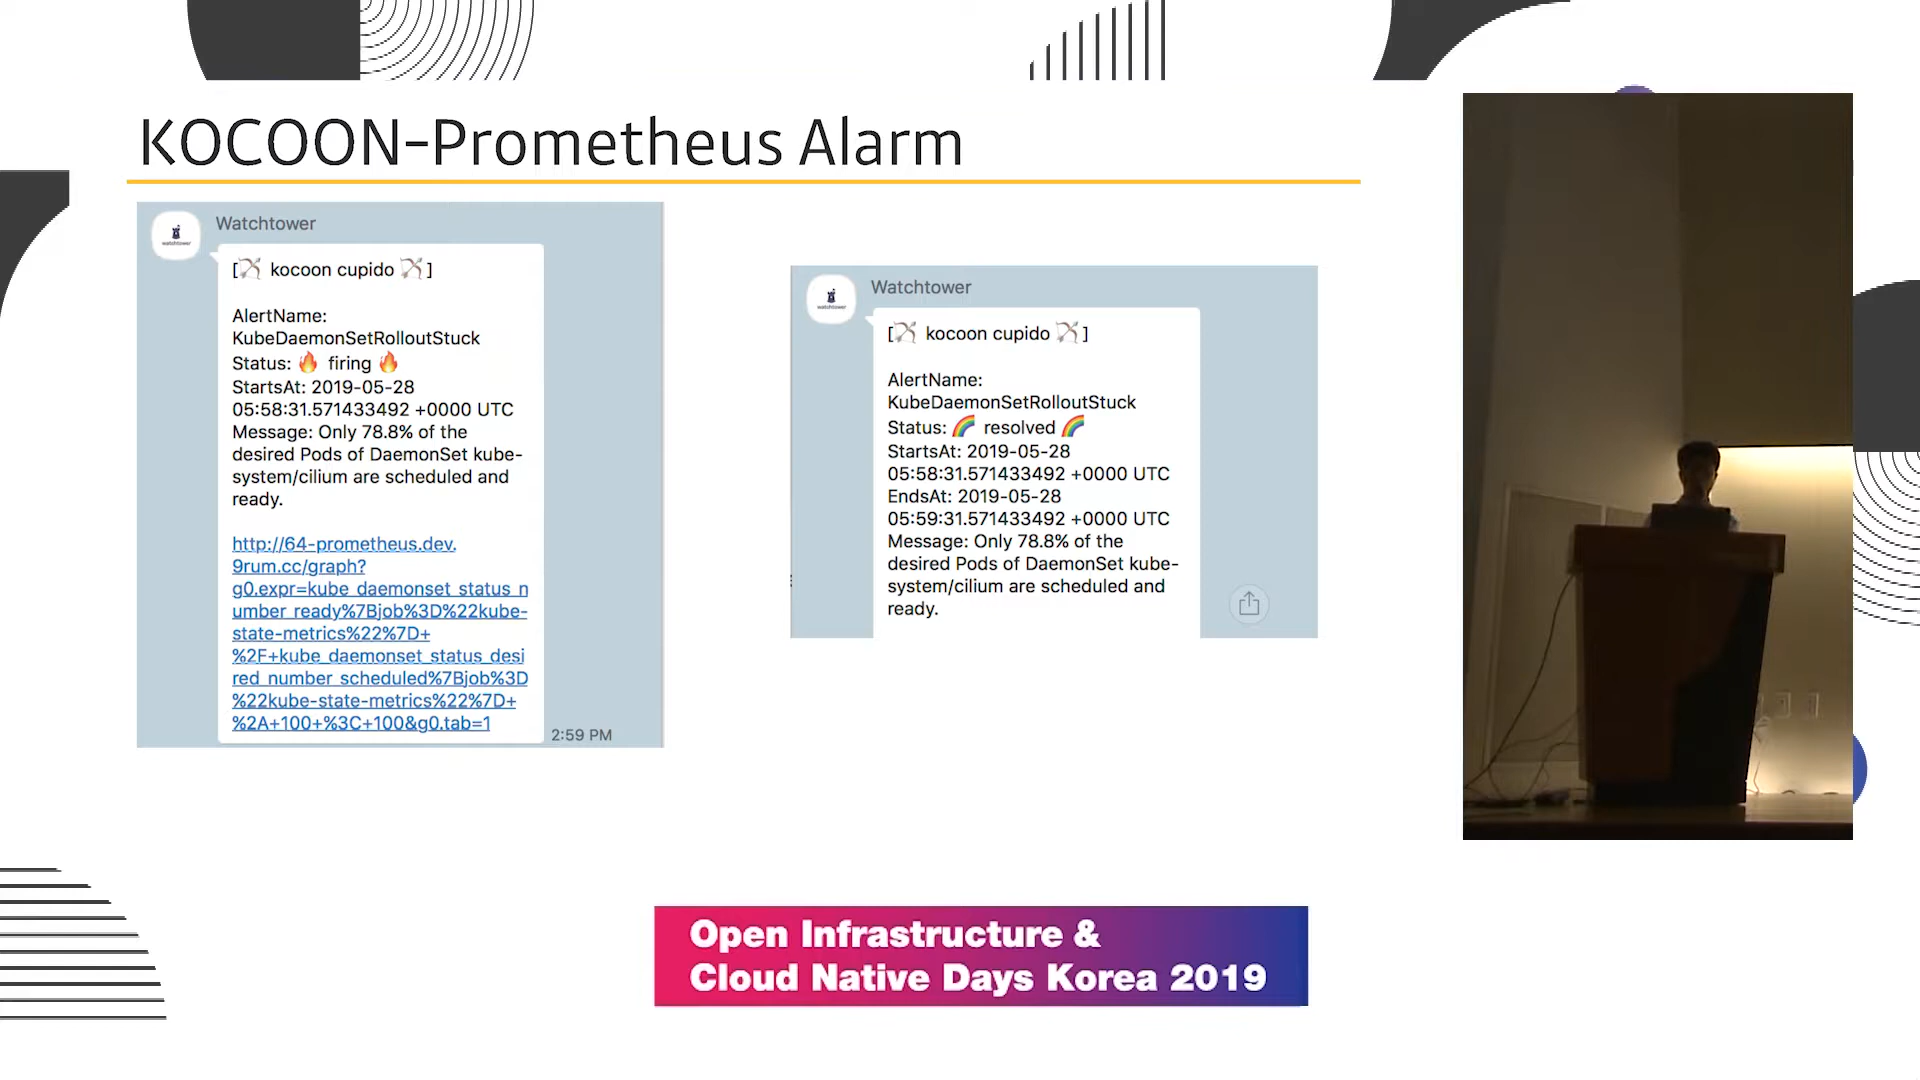 KOCOON-Prometheus Alarm
Watchtower
watchtower
[🏹 kocoon cupido 🏹]
AlertName:
KubeDaemonSetRolloutStuck
Status: 🔥 firing 🔥
StartsAt: 2019-05-28
05:58:31.571433492 +0000 UTC
Message: Only 78.8% of the
desired Pods of DaemonSet kube-
system/cilium are scheduled and
ready.
http://64-prometheus.dev.
9rum.cc/graph?
g0.expr=kube_daemonset_status_n
umber_ready%7Bjob%3D%22kube-
state-metrics%22%7D+
%2F+kube_daemonset_status_desi
red_number_scheduled%7Bjob%3D
%22kube-state-metrics%22%7D+
%2A+100+%3C+100&g0.tab=1
2:59 PM
Watchtower
watchtower
[🏹 kocoon cupido 🏹]
AlertName:
KubeDaemonSetRolloutStuck
Status: 🌈 resolved 🌈
StartsAt: 2019-05-28
05:58:31.571433492 +0000 UTC
EndsAt: 2019-05-28
05:59:31.571433492 +0000 UTC
Message: Only 78.8% of the
desired Pods of DaemonSet kube-
system/cilium are scheduled and
ready.
Open Infrastructure &
Cloud Native Days Korea 2019